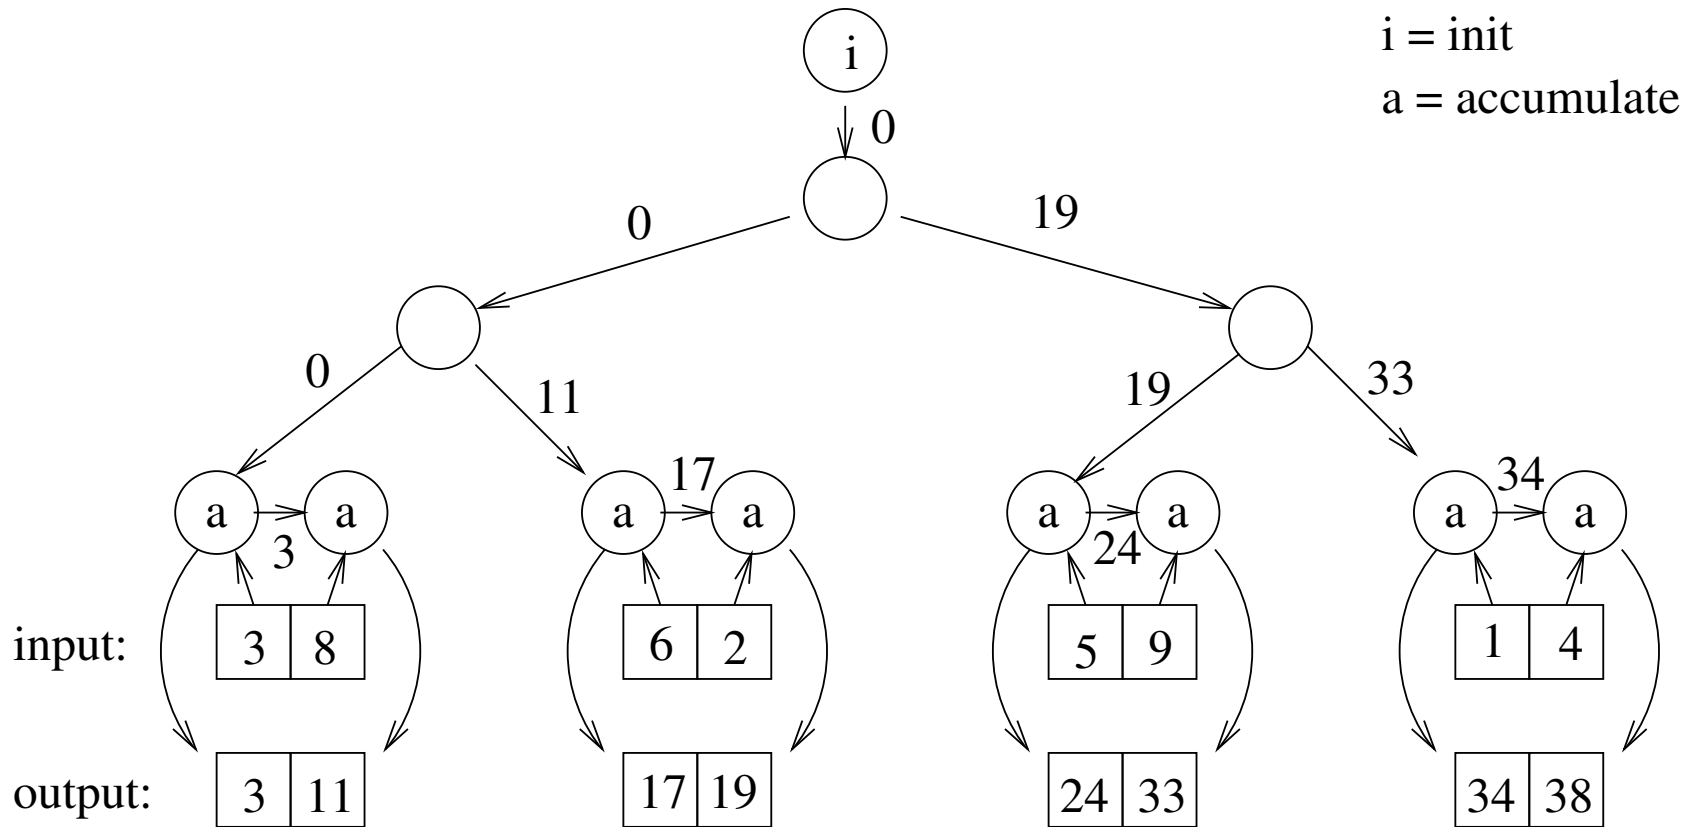 i = init
a = accumulate
i
0
0
19
0
11
19
33
a
3
a
a
17
a
a
24
a
a
34
a
input:
3 8
6 2
5 9
1 4
output:
3 11
17 19
24 33
34 38